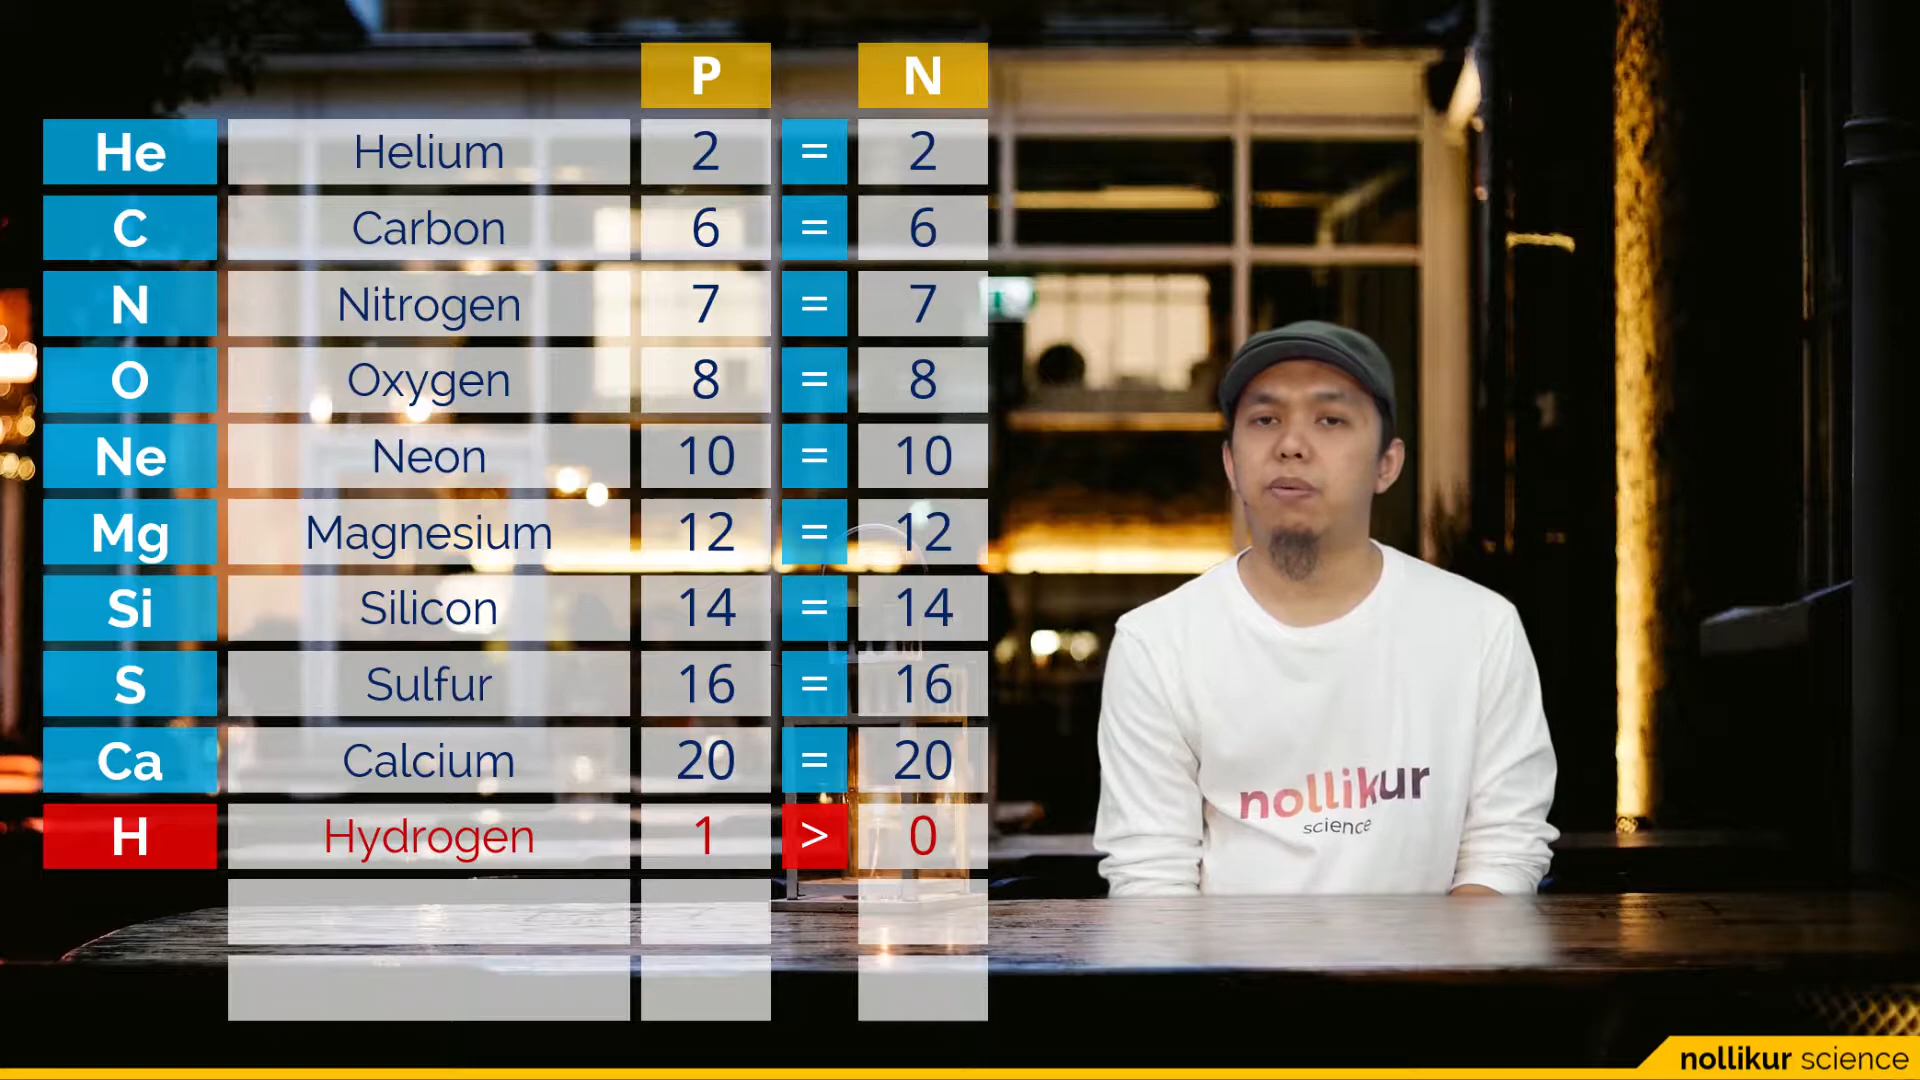 P N
He Helium 2 = 2
C Carbon 6 = 6
N Nitrogen 7 = 7
O Oxygen 8 = 8
Ne Neon 10 = 10
Mg Magnesium 12 = 12
Si Silicon 14 = 14
S Sulfur 16 = 16
Ca Calcium 20 = 20
H Hydrogen 1 > 0
nollikur
science
nollikur science